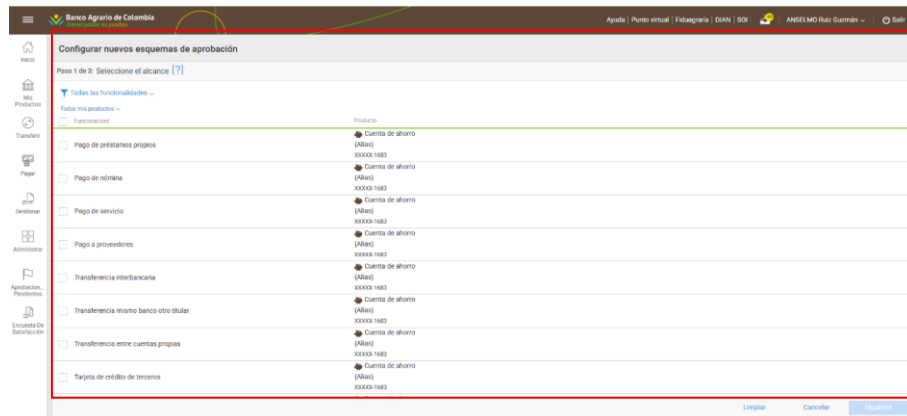 Banco Agrario de Colombia
Ayuda | Punto virtual | Fiduagraria | DIAN | SOI | ANSELMO Ruiz Guzmán Salir
Inicio
Mis Productos
Transferir
Pagar
Gestionar
Administrar
Aprobacion... Pendientes
Encuesta De Satisfacción
Configurar nuevos esquemas de aprobación
Paso 1 de 3: Seleccione el alcance [?]
Todas las funcionalidades
Todos mis productos
Funcionalidad Producto
Pago de préstamos propios Cuenta de ahorro
(Alias)
XXXXX-1683
Pago de nómina Cuenta de ahorro
(Alias)
XXXXX-1683
Pago de servicio Cuenta de ahorro
(Alias)
XXXXX-1683
Pago a proveedores Cuenta de ahorro
(Alias)
XXXXX-1683
Transferencia interbancaria Cuenta de ahorro
(Alias)
XXXXX-1683
Transferencia mismo banco otro titular Cuenta de ahorro
(Alias)
XXXXX-1683
Transferencia entre cuentas propias Cuenta de ahorro
(Alias)
XXXXX-1683
Tarjeta de crédito de terceros Cuenta de ahorro
(Alias)
XXXXX-1683
Limpiar Cancelar Siguiente